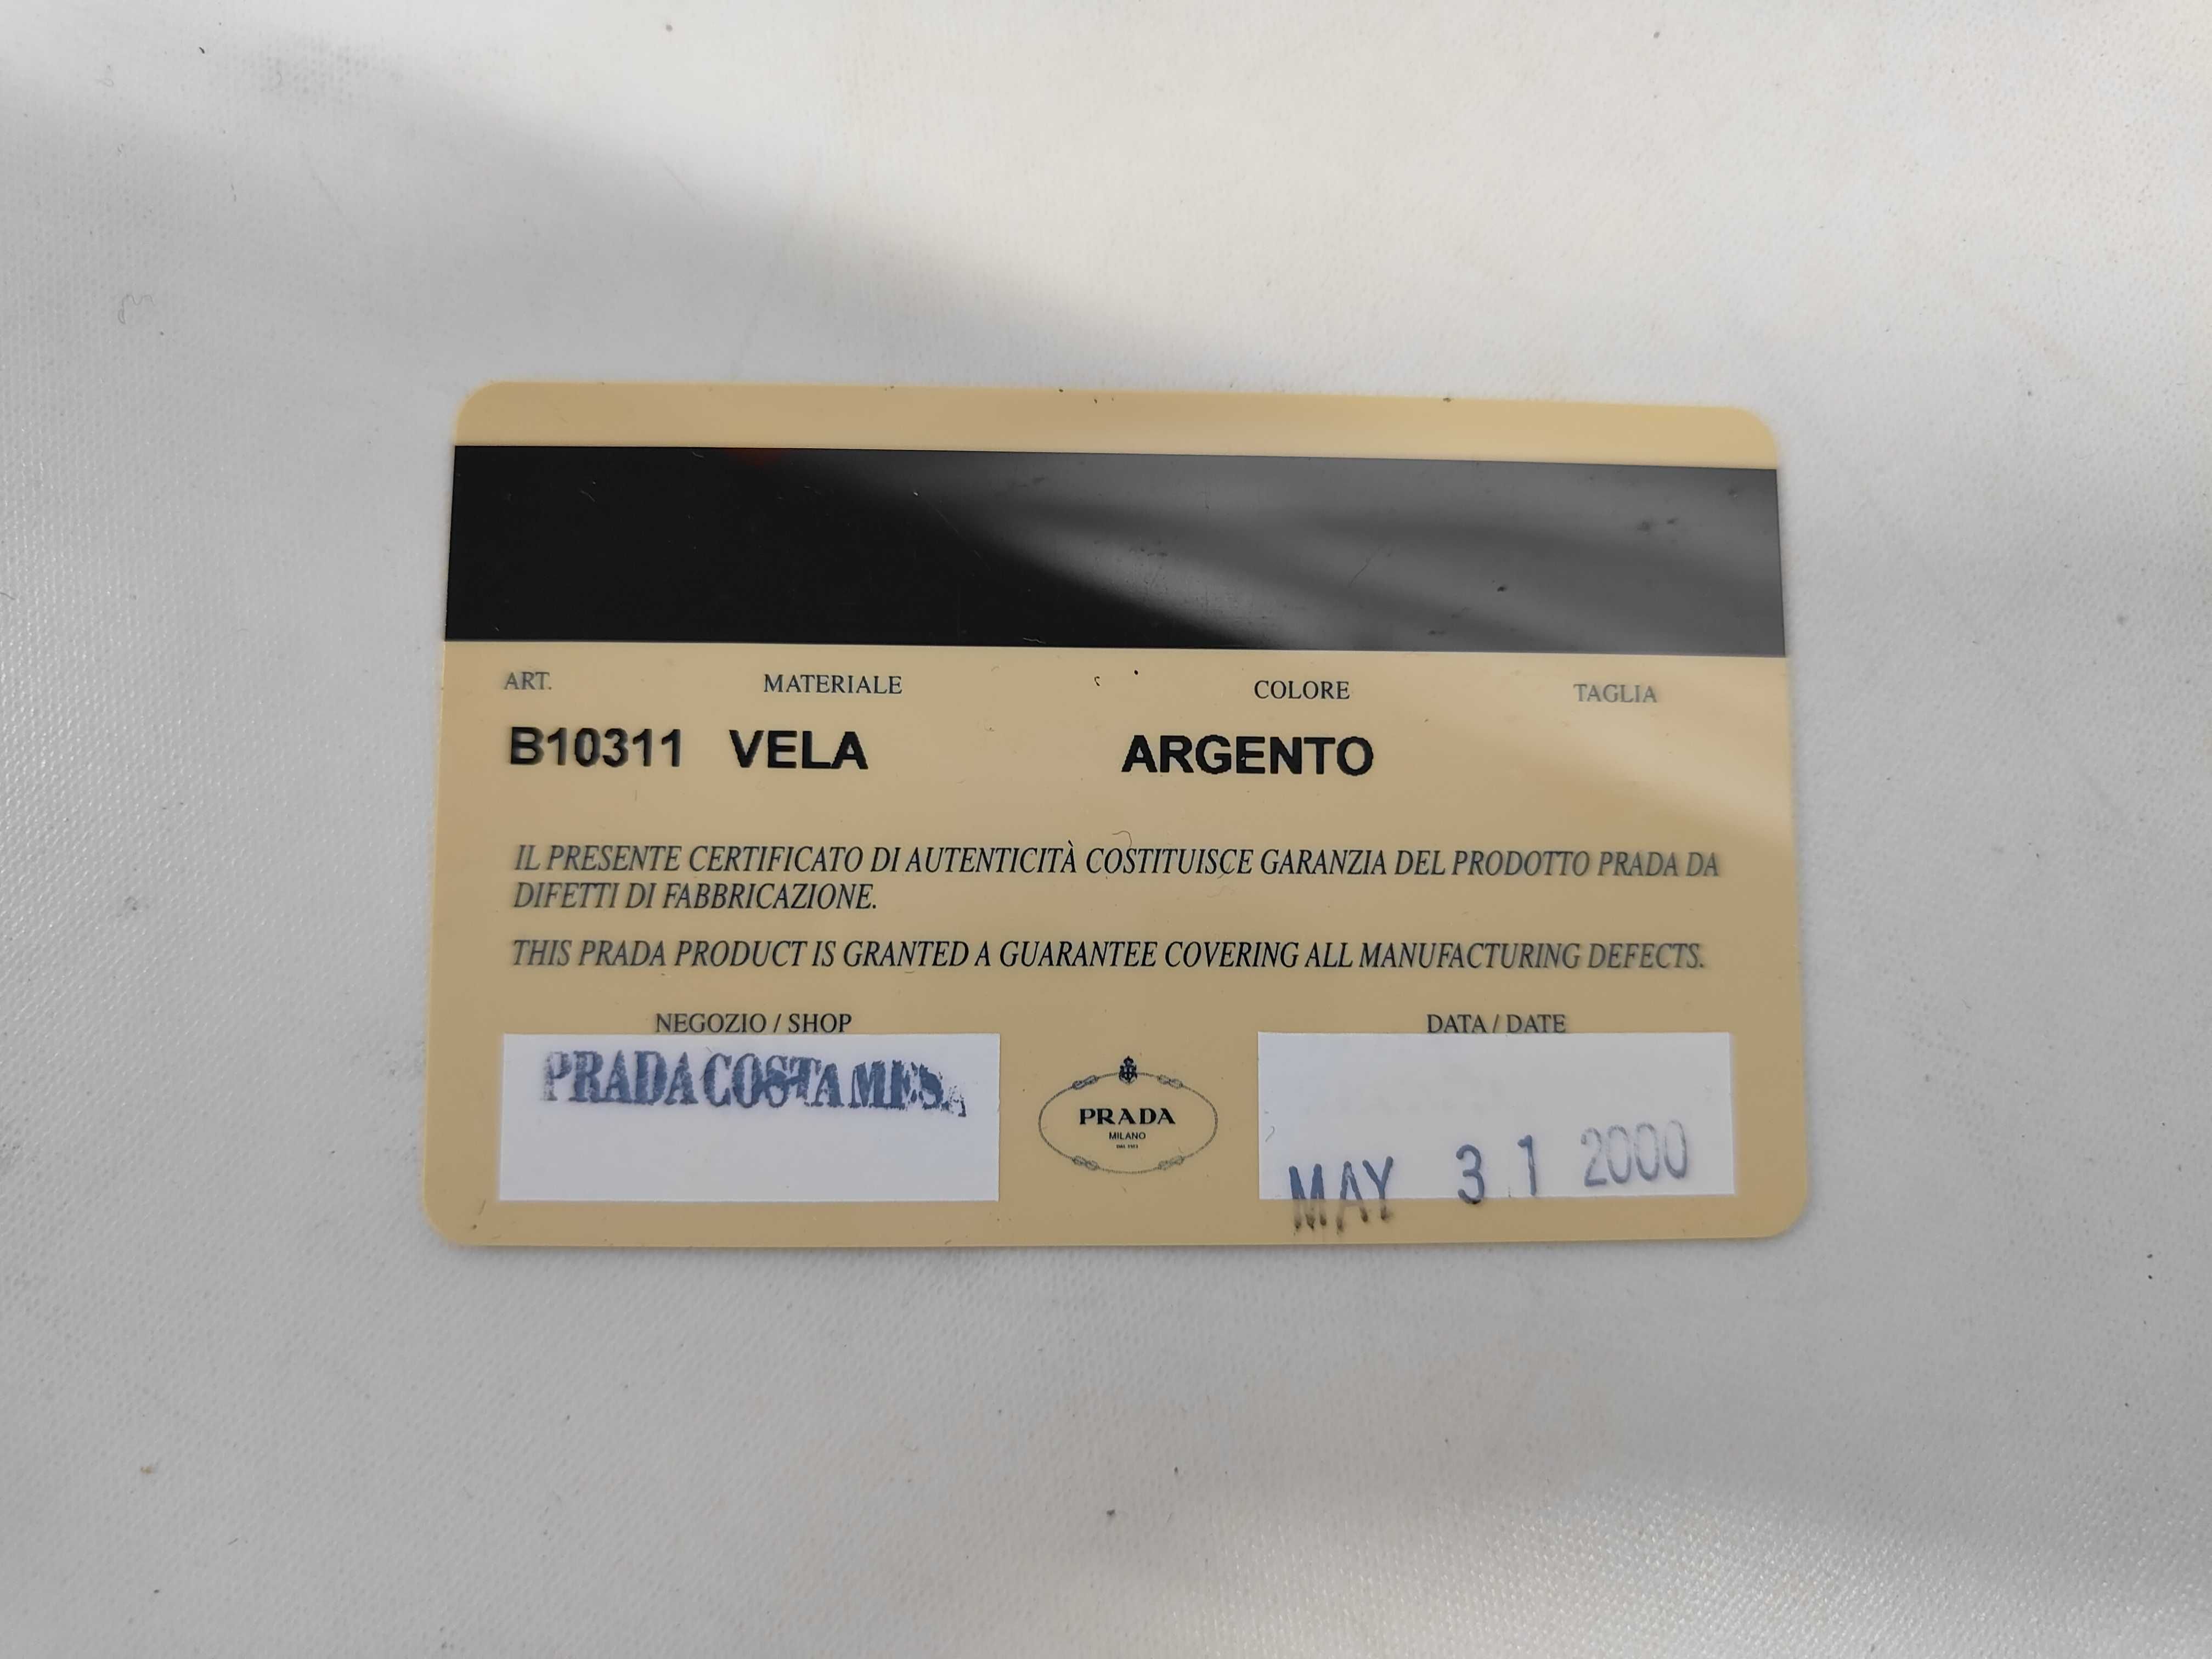 ART. MATERIALE COLORE TAGLIA
B10311 VELA ARGENTO
IL PRESENTE CERTIFICATO DI AUTENTICITÀ COSTITUISCE GARANZIA DEL PRODOTTO PRADA DA
DIFETTI DI FABBRICAZIONE.
THIS PRADA PRODUCT IS GRANTED A GUARANTEE COVERING ALL MANUFACTURING DEFECTS.
NEGOZIO / SHOP
PRADA COSTA MESA
PRADA
MILANO
DATA / DATE
MAY 31 2000